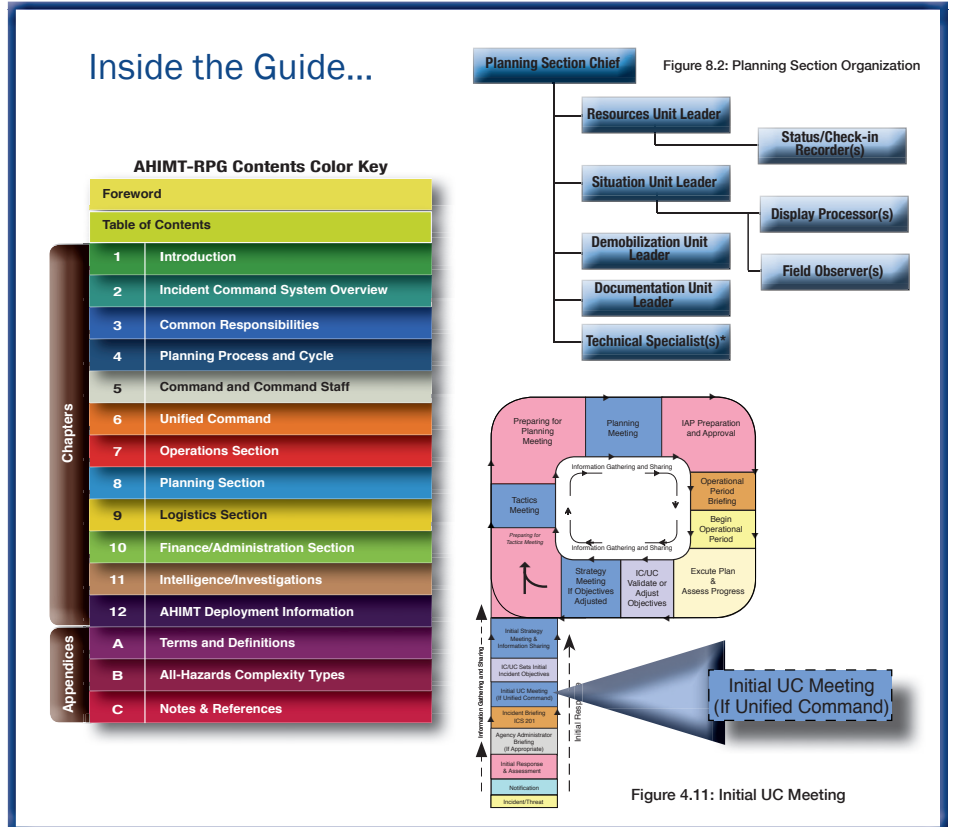 Inside the Guide...
AHIMT-RPG Contents Color Key
Foreword
Table of Contents
Chapters
1 Introduction
2 Incident Command System Overview
3 Common Responsibilities
4 Planning Process and Cycle
5 Command and Command Staff
6 Unified Command
7 Operations Section
8 Planning Section
9 Logistics Section
10 Finance/Administration Section
11 Intelligence/Investigations
12 AHIMT Deployment Information
Appendices
A Terms and Definitions
B All-Hazards Complexity Types
C Notes & References
Planning Section Chief
Figure 8.2: Planning Section Organization
Resources Unit Leader
Status/Check-in
Recorder(s)
Situation Unit Leader
Display Processor(s)
Field Observer(s)
Demobilization Unit
Leader
Documentation Unit
Leader
Technical Specialist(s)*
Preparing for
Planning
Meeting
Planning
Meeting
IAP Preparation
and Approval
Information Gathering and Sharing
Operational
Period
Briefing
Tactics
Meeting
Begin
Operational
Period
Preparing for
Tactics Meeting
Information Gathering and Sharing
Strategy
Meeting
If Objectives
Adjusted
IC/UC
Validate or
Adjust
Objectives
Excute Plan
&
Assess Progress
Information Gathering and Sharing
Initial Strategy
Meeting &
Information Sharing
IC/UC Sets Initial
Incident Objectives
Initial UC Meeting
(If Unified Command)
Incident Briefing
ICS 201
Agency Administrator
Briefing
(If Appropriate)
Initial Response
& Assessment
Notification
Incident/Threat
Initial Respo
Initial UC Meeting
(If Unified Command)
Figure 4.11: Initial UC Meeting